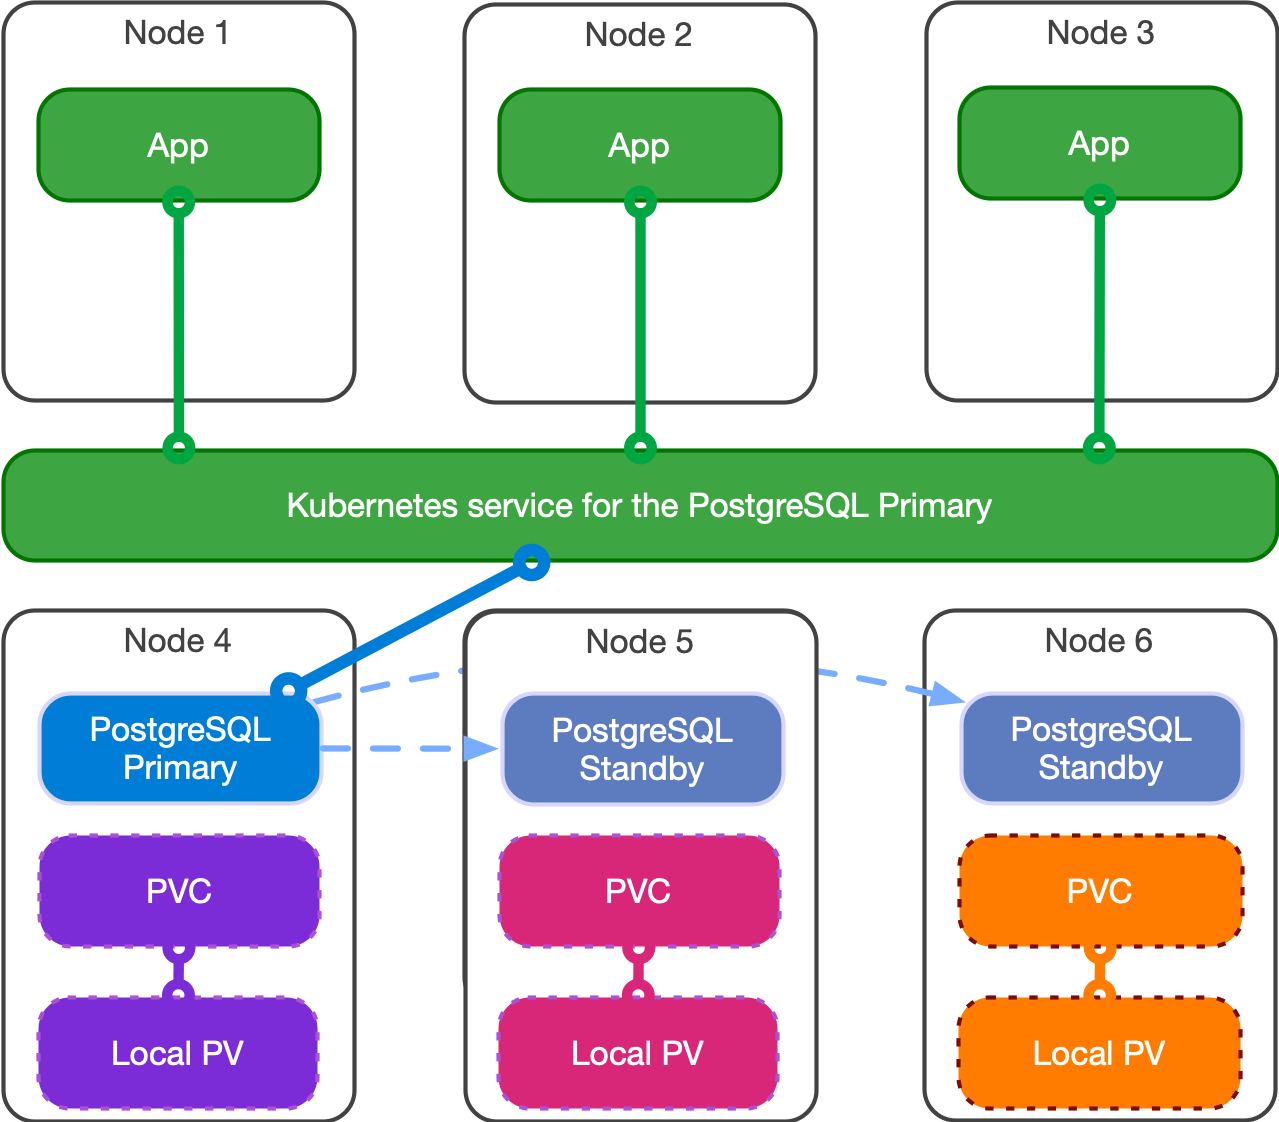 Node 1
Node 2
Node 3
App
App
App
Kubernetes service for the PostgreSQL Primary
Node 4
Node 5
Node 6
PostgreSQL
Primary
PostgreSQL
Standby
PostgreSQL
Standby
PVC
PVC
PVC
Local PV
Local PV
Local PV